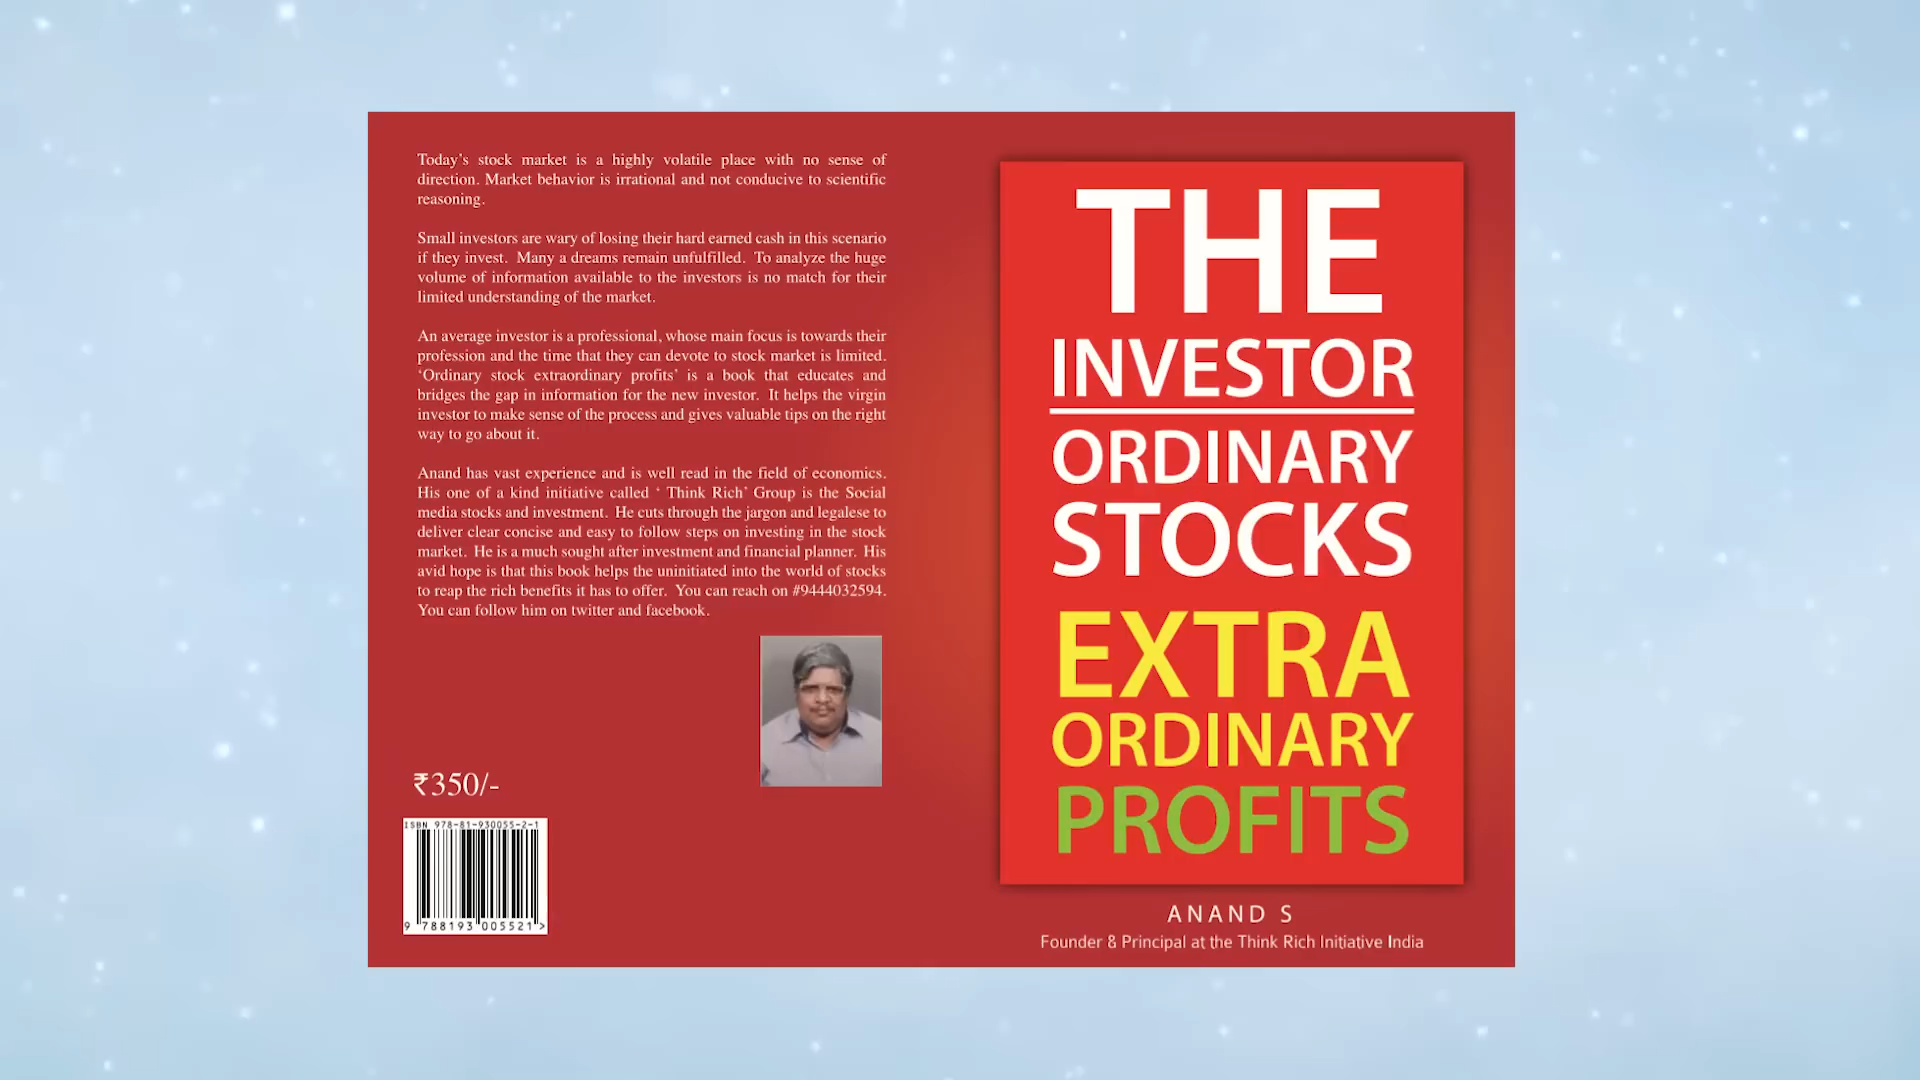 Today's stock market is a highly volatile place with no sense of
direction. Market behavior is irrational and not conducive to scientific
reasoning.
Small investors are wary of losing their hard earned cash in this scenario
if they invest. Many a dreams remain unfulfilled. To analyze the huge
volume of information available to the investors is no match for their
limited understanding of the market.
An average investor is a professional, whose main focus is towards their
profession and the time that they can devote to stock market is limited.
'Ordinary stock extraordinary profits' is a book that educates and
bridges the gap in information for the new investor. It helps the virgin
investor to make sense of the process and gives valuable tips on the right
way to go about it.
Anand has vast experience and is well read in the field of economics.
His one of a kind initiative called ' Think Rich' Group is the Social
media stocks and investment. He cuts through the jargon and legalese to
deliver clear concise and easy to follow steps on investing in the stock
market. He is a much sought after investment and financial planner. His
avid hope is that this book helps the uninitiated into the world of stocks
to reap the rich benefits it has to offer. You can reach on #9444032594.
You can follow him on twitter and facebook.
₹350/-
ISBN 978-81-930055-2-1
9 788193 005521 >
THE
INVESTOR
ORDINARY
STOCKS
EXTRA
ORDINARY
PROFITS
ANAND S
Founder & Principal at the Think Rich Initiative India